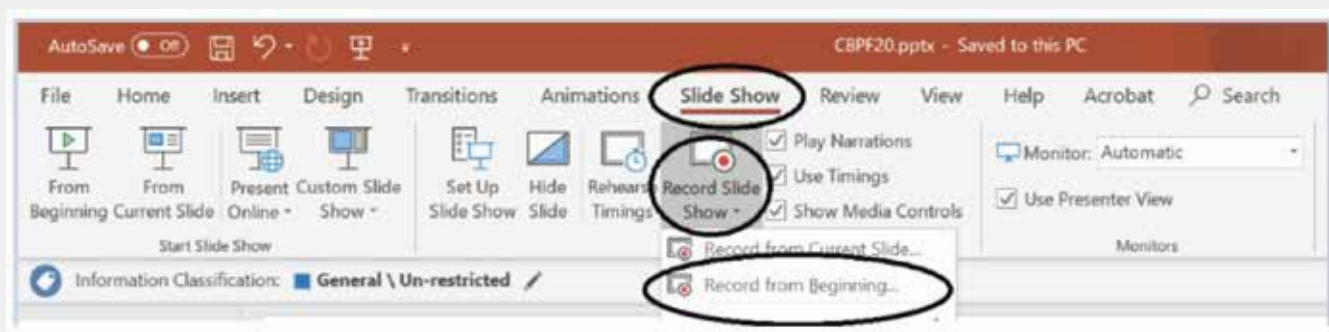 AutoSave Off CBPF20.pptx - Saved to this PC
File Home Insert Design Transitions Animations Slide Show Review View Help Acrobat Search
From Beginning
From Current Slide
Present Online
Custom Slide Show
Set Up Slide Show
Hide Slide
Rehearse Timings
Record Slide Show
Play Narrations
Use Timings
Show Media Controls
Monitor: Automatic
Use Presenter View
Start Slide Show
Monitors
Record from Current Slide...
Record from Beginning...
Information Classification: General \ Un-restricted